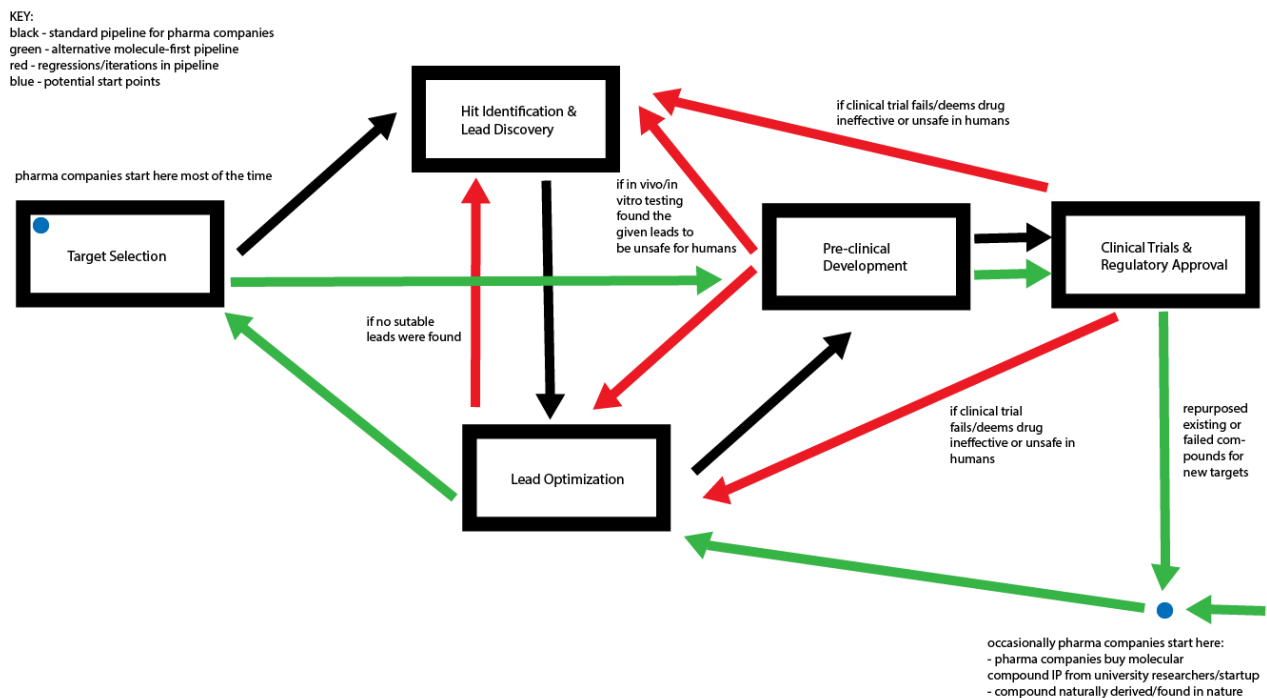 KEY:
black - standard pipeline for pharma companies
green - alternative molecule-first pipeline
red - regressions/iterations in pipeline
blue - potential start points
Hit Identification &
Lead Discovery
if clinical trial fails/deems drug
ineffective or unsafe in humans
pharma companies start here most of the time
if in vivo/in
vitro testing
found the
given leads to
be unsafe for humans
Target Selection
Pre-clinical
Development
Clinical Trials &
Regulatory Approval
if no sutable
leads were found
if clinical trial
fails/deems drug
ineffective or unsafe in
humans
repurposed
existing or
failed com-
pounds for
new targets
Lead Optimization
occasionally pharma companies start here:
- pharma companies buy molecular
compound IP from university researchers/startup
- compound naturally derived/found in nature